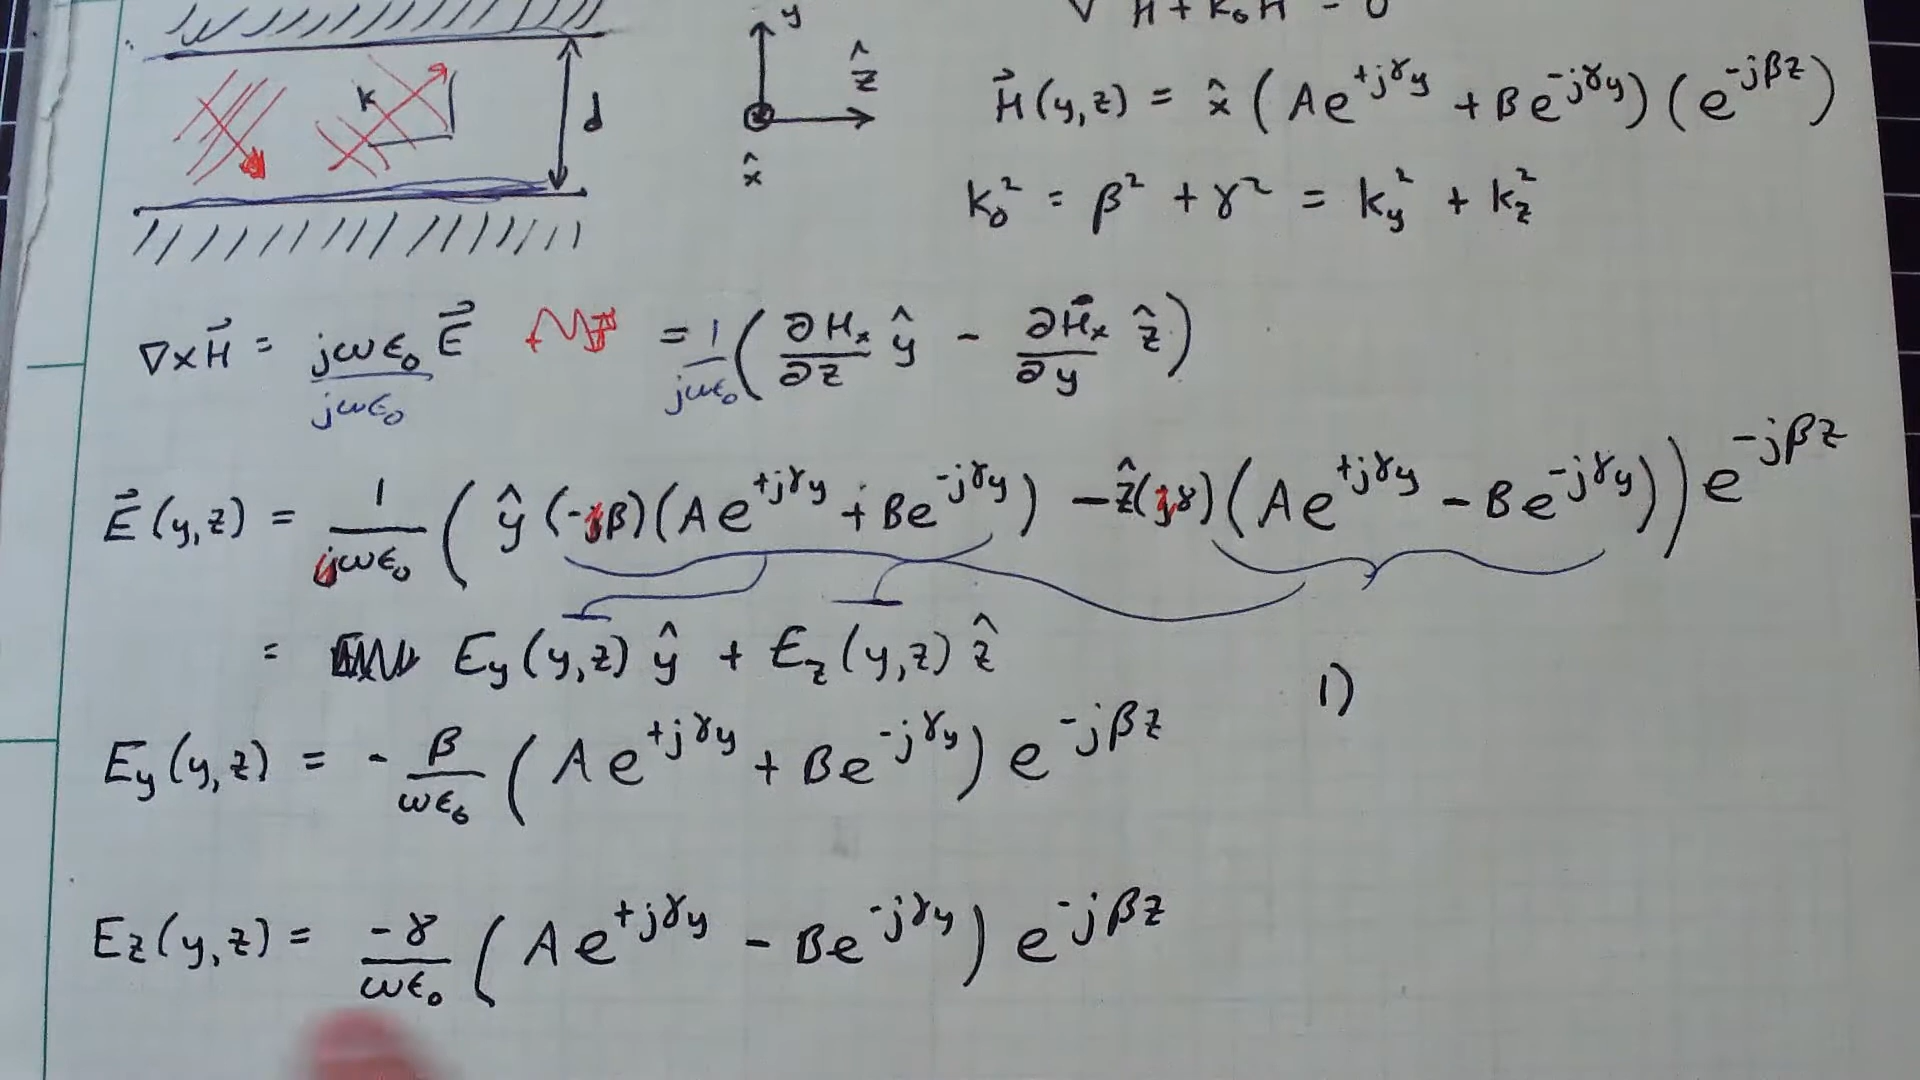 ∇ H + k₀ H = 0
y
ẑ
x̂
k
d
H⃗(y,z) = x̂ (Ae^{+jγy} + Be^{-jγy})(e^{-jβz})
k₀² = β² + γ² = k_y² + k_z²
∇×H⃗ = jωε₀/jωε₀ E⃗ = 1/jωε₀ (∂Hₓ/∂z ŷ − ∂H⃗ₓ/∂y ẑ)
E⃗(y,z) = 1/jωε₀ (ŷ(−jβ)(Ae^{+jγy} + Be^{-jγy}) − ẑ(jγ)(Ae^{+jγy} − Be^{-jγy})) e^{-jβz}
= E_y(y,z) ŷ + E_z(y,z) ẑ
1)
E_y(y,z) = − β/ωε₀ (Ae^{+jγy} + Be^{-jγy}) e^{-jβz}
E_z(y,z) = −γ/ωε₀ (Ae^{+jγy} − Be^{-jγy}) e^{-jβz}